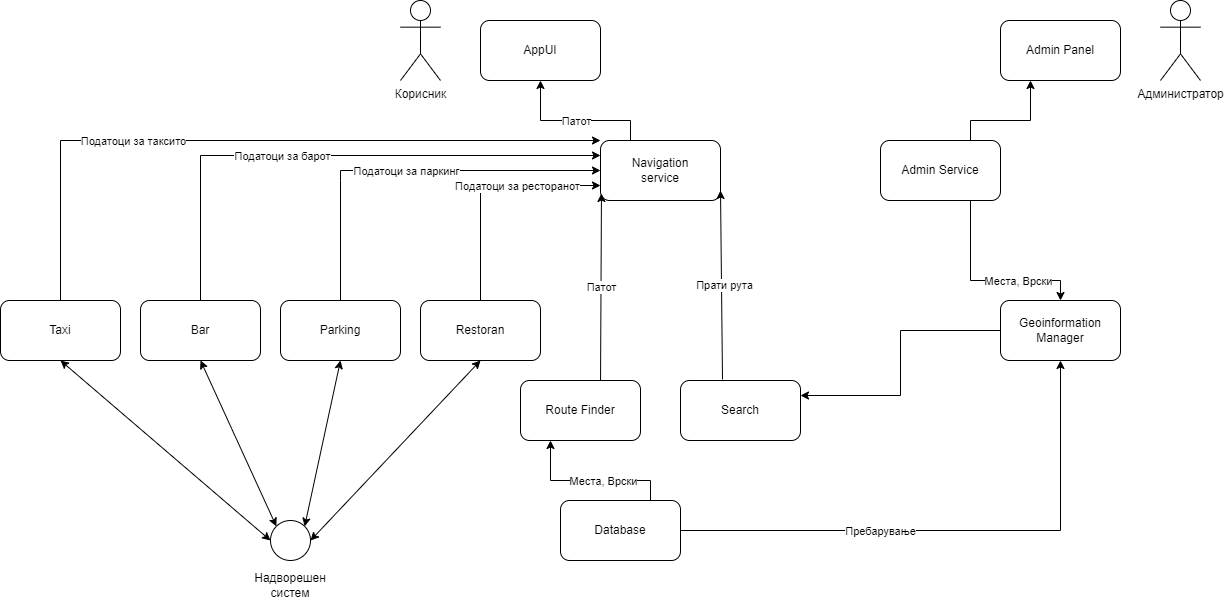 AppUI
Admin Panel
Корисник
Администратор
Патот
Податоци за таксито
Податоци за барот
Податоци за паркинг
Податоци за ресторанот
Navigation
service
Admin Service
Места, Врски
Патот
Прати рута
Taxi
Bar
Parking
Restoran
Geoinformation
Manager
Route Finder
Search
Места, Врски
Database
Пребарување
Надворешен
систем